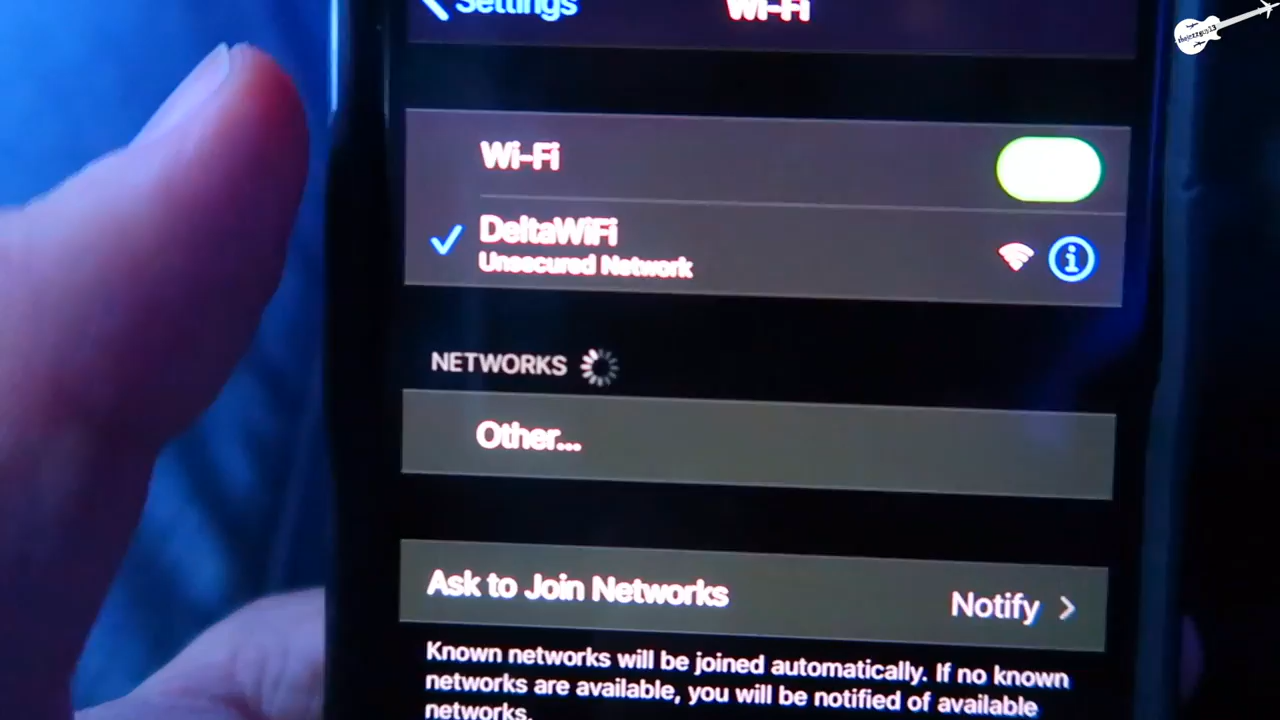 Settings
Wi-Fi
Wi-Fi
DeltaWiFi
Unsecured Network
NETWORKS
Other...
Ask to Join Networks
Notify
Known networks will be joined automatically. If no known
networks are available, you will be notified of available
networks.